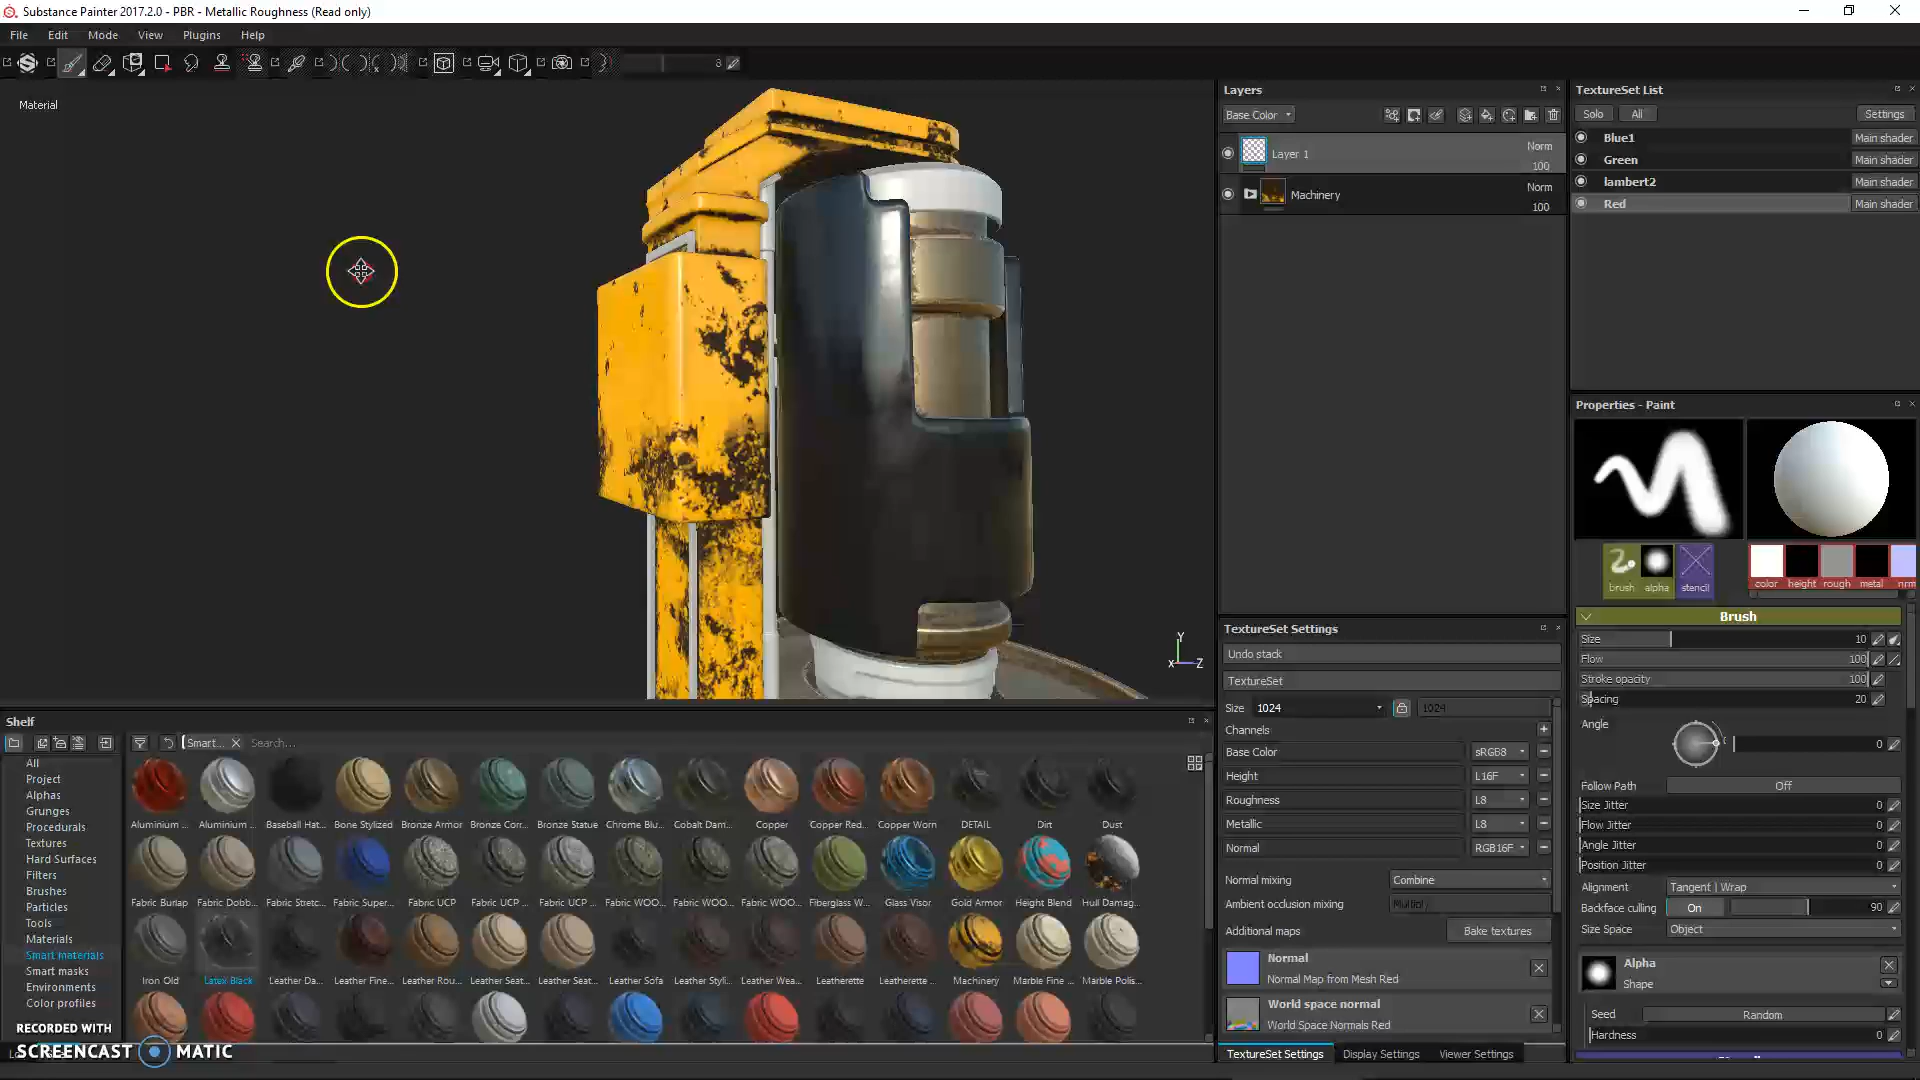 Substance Painter 2017.2.0 - PBR - Metallic Roughness (Read only)
File Edit Mode View Plugins Help
8
Material
Layers
Base Color
Layer 1 Norm 100
Machinery Norm 100
TextureSet List
Solo All Settings
Blue1 Main shader
Green Main shader
lambert2 Main shader
Red Main shader
Properties - Paint
brush alpha stencil color height rough metal nrm
Brush
Size 10
Flow 100
Stroke opacity 100
Spacing 20
Angle 0
Follow Path Off
Size Jitter 0
Flow Jitter 0
Angle Jitter 0
Position Jitter 0
Alignment Tangent | Wrap
Backface culling On 90
Size Space Object
Alpha
Shape
Seed Random
Hardness 0
TextureSet Settings
Undo stack
TextureSet
Size 1024 1024
Channels
Base Color sRGB8
Height L16F
Roughness L8
Metallic L8
Normal RGB16F
Normal mixing Combine
Ambient occlusion mixing Multiply
Additional maps Bake textures
Normal
Normal Map from Mesh Red
World space normal
World Space Normals Red
TextureSet Settings Display Settings Viewer Settings
Y
X Z
Shelf
Smart... Search...
All
Project
Alphas
Grunges
Procedurals
Textures
Hard Surfaces
Filters
Brushes
Particles
Tools
Materials
Smart materials
Smart masks
Environments
Color profiles
Aluminium ... Aluminium ... Baseball Hat... Bone Stylized Bronze Armor Bronze Corr... Bronze Statue Chrome Blu... Cobalt Dam... Copper Copper Red... Copper Worn DETAIL Dirt Dust
Fabric Burlap Fabric Dobb... Fabric Stretc... Fabric Super... Fabric UCP Fabric UCP ... Fabric UCP ... Fabric WOO... Fabric WOO... Fabric WOO... Fiberglass W... Glass Visor Gold Armor Height Blend Hull Damag...
Iron Old Latex Black Leather Da... Leather Fine... Leather Rou... Leather Seat... Leather Seat... Leather Sofa Leather Styli... Leather Wea... Leatherette Leatherette ... Machinery Marble Fine ... Marble Polis...
RECORDED WITH
SCREENCAST MATIC